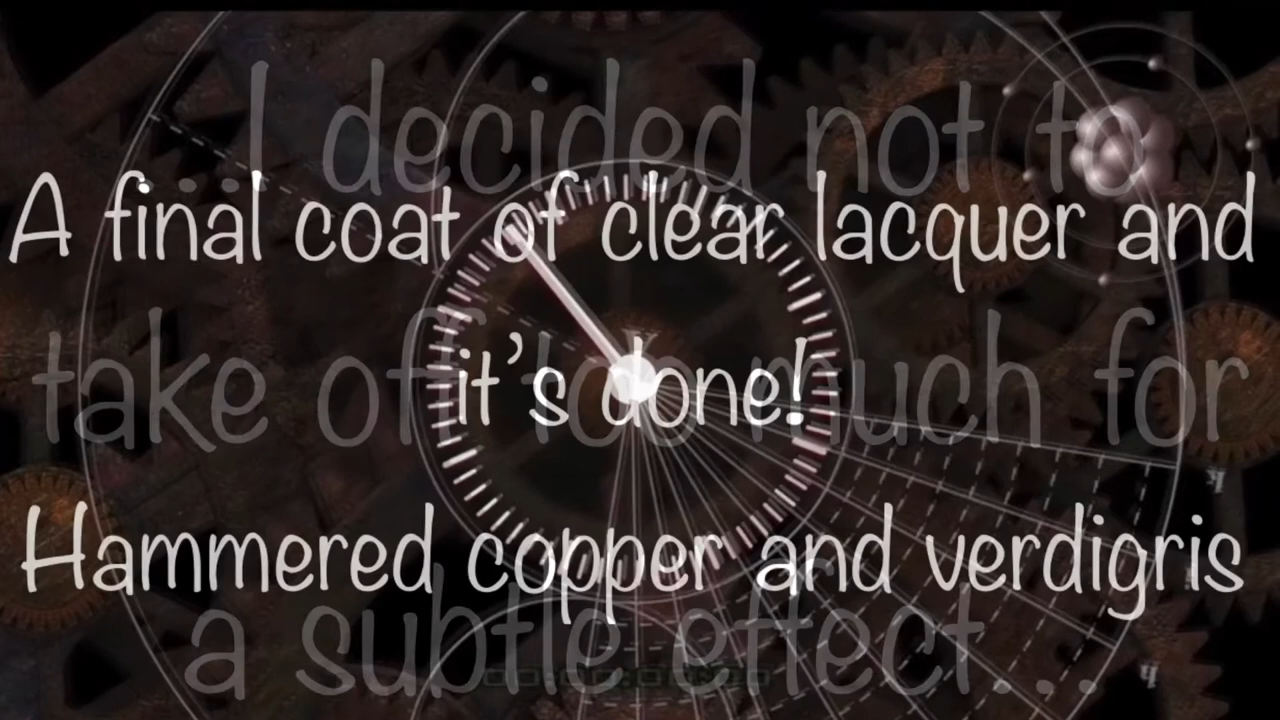 I decided not to
A final coat of clear lacquer and
take off too much for
it's done!
Hammered copper and verdigris
a subtle effect...